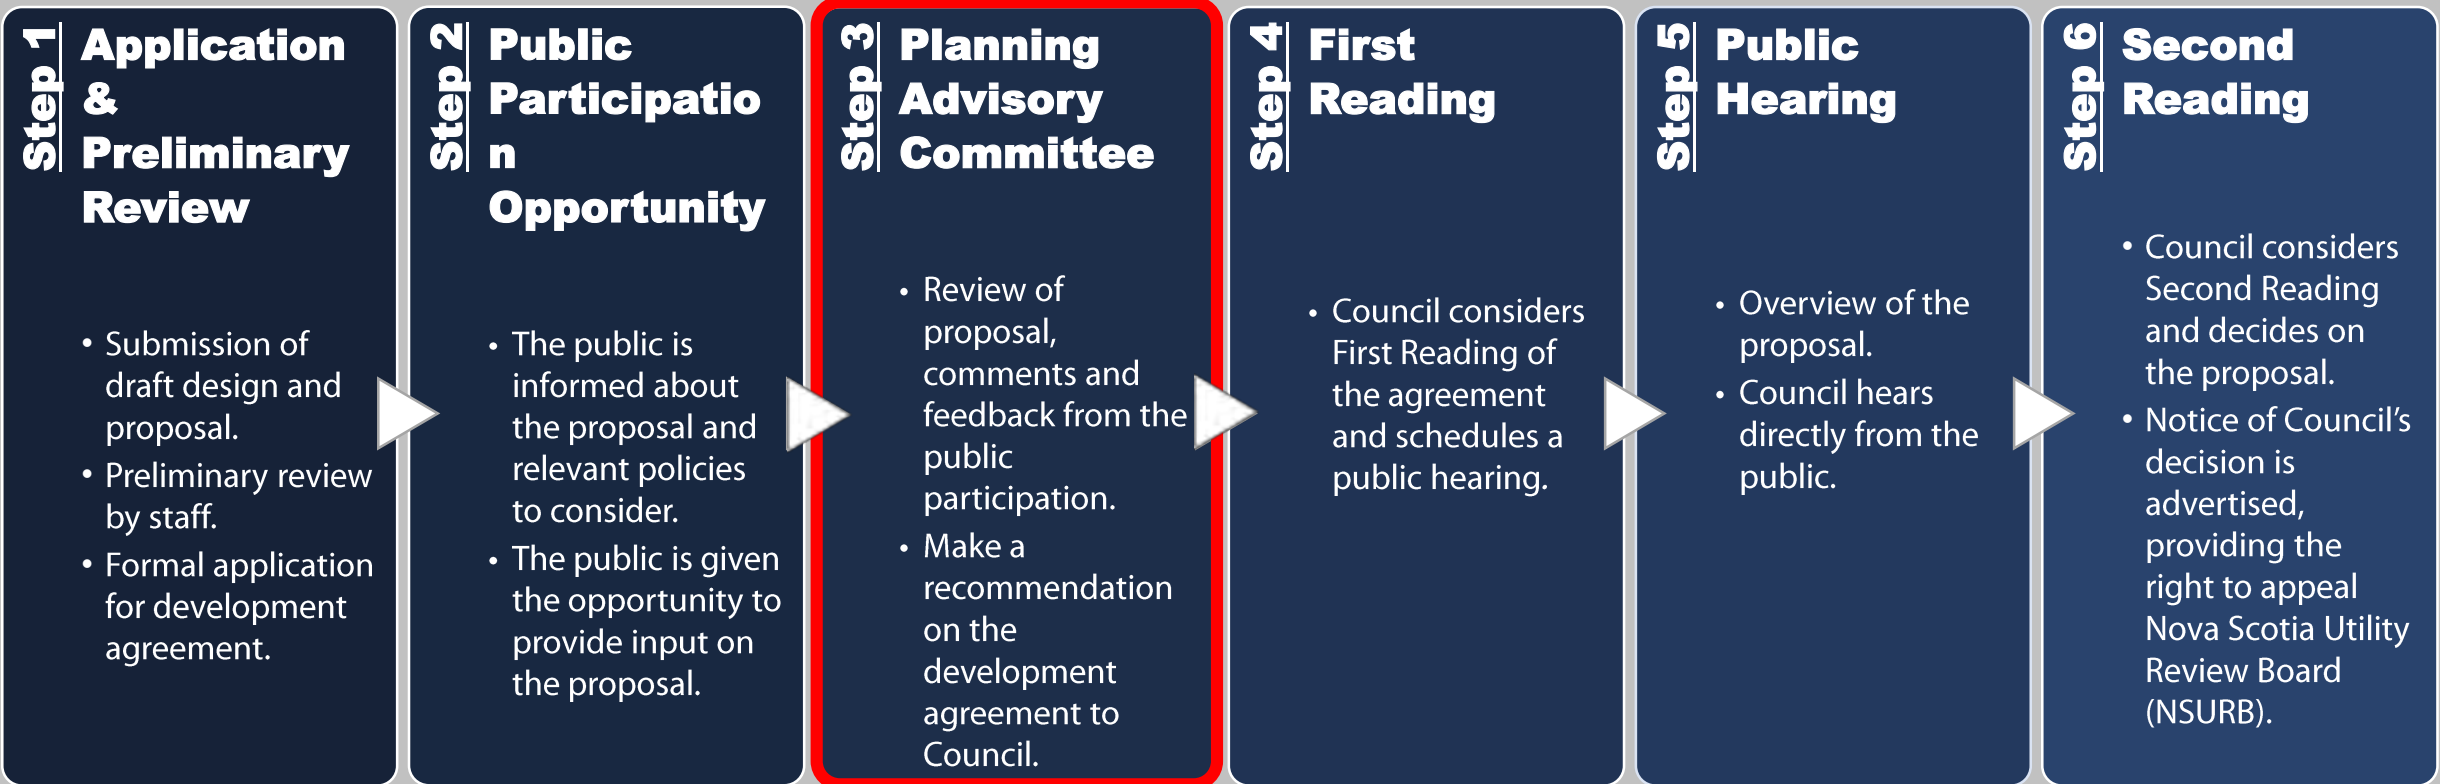 Step 1
Application
&
Preliminary
Review
• Submission of
draft design and
proposal.
• Preliminary review
by staff.
• Formal application
for development
agreement.
Step 2
Public
Participatio
n
Opportunity
• The public is
informed about
the proposal and
relevant policies
to consider.
• The public is given
the opportunity to
provide input on
the proposal.
Step 3
Planning
Advisory
Committee
• Review of
proposal,
comments and
feedback from the
public
participation.
• Make a
recommendation
on the
development
agreement to
Council.
Step 4
First
Reading
• Council considers
First Reading of
the agreement
and schedules a
public hearing.
Step 5
Public
Hearing
• Overview of the
proposal.
• Council hears
directly from the
public.
Step 6
Second
Reading
• Council considers
Second Reading
and decides on
the proposal.
• Notice of Council’s
decision is
advertised,
providing the
right to appeal
Nova Scotia Utility
Review Board
(NSURB).